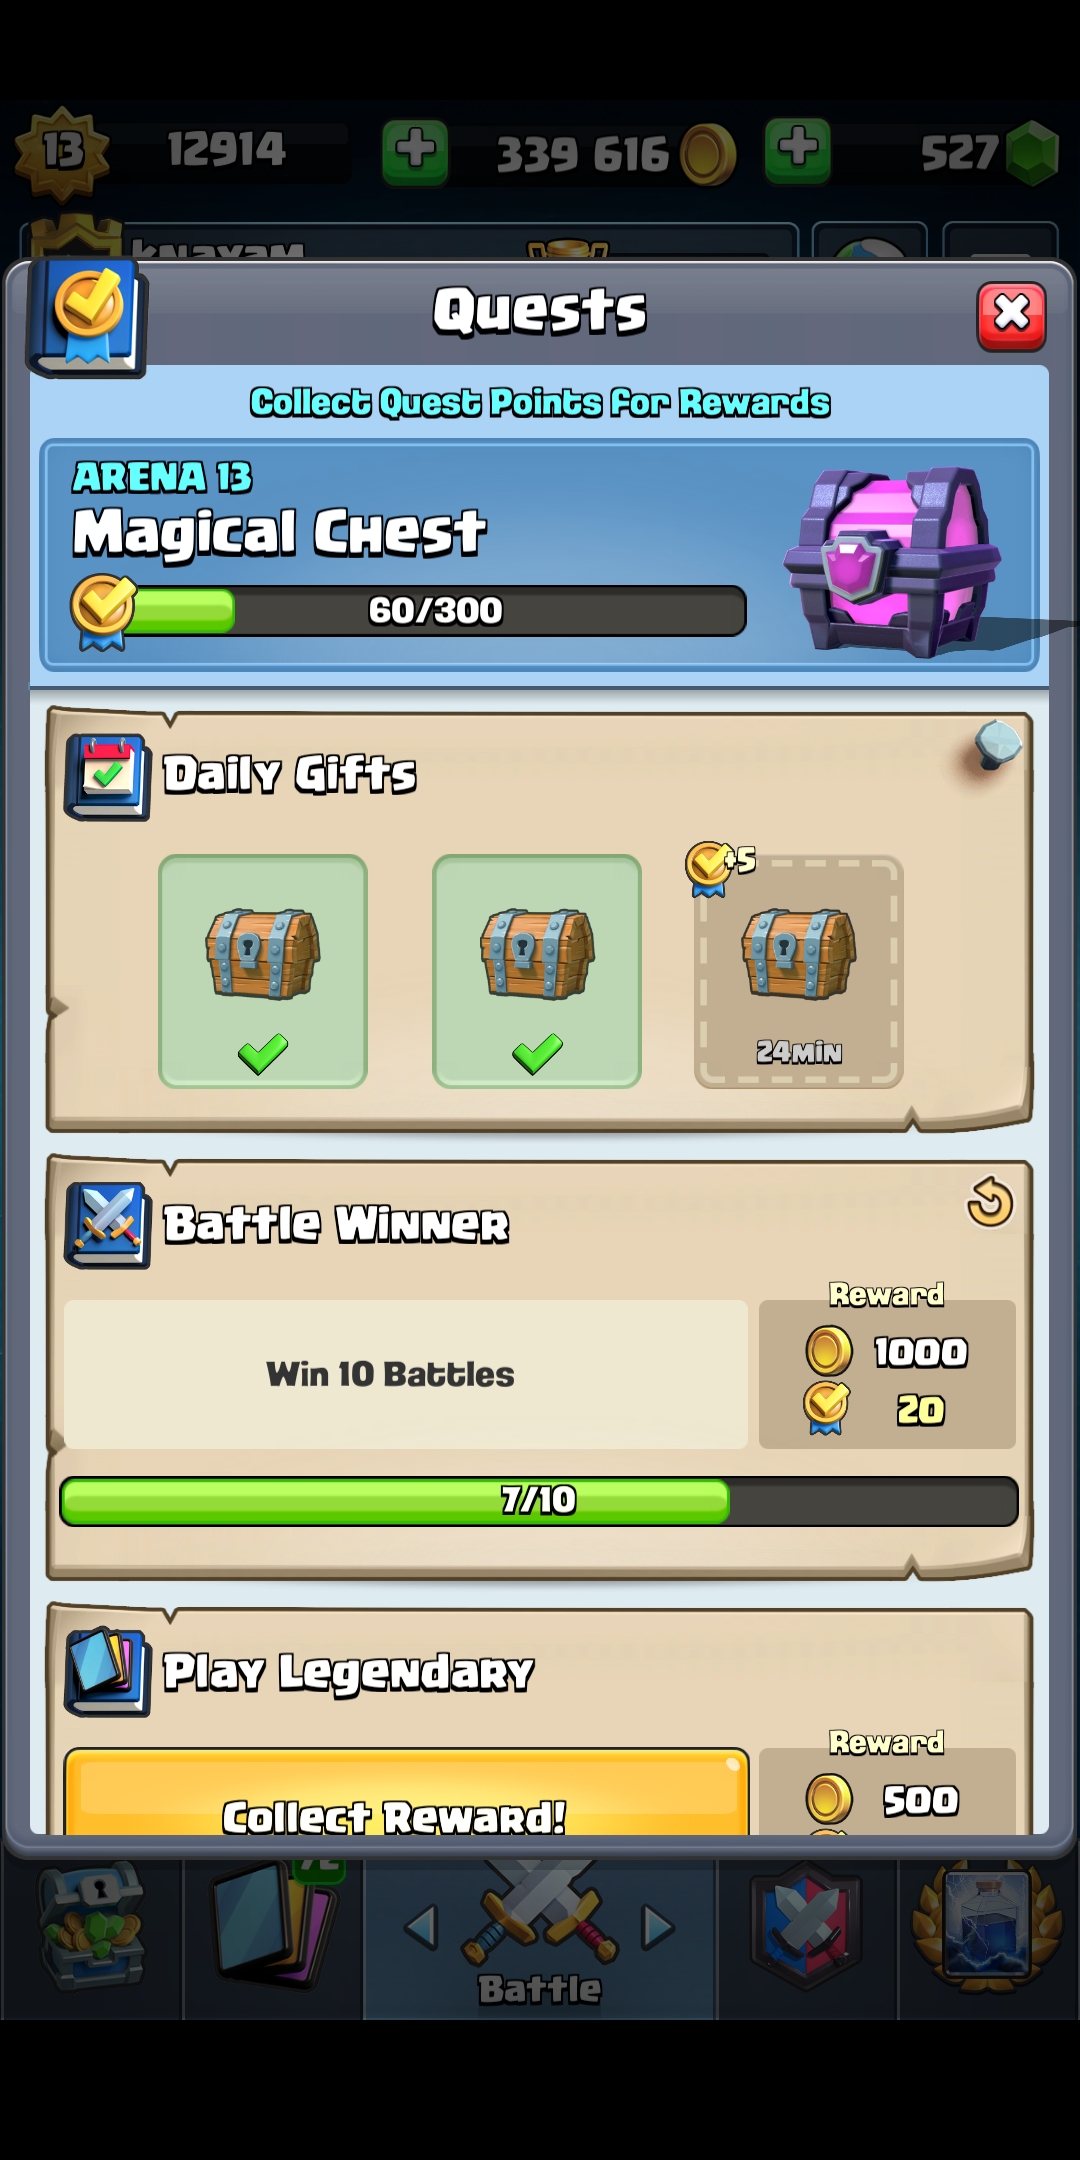 13
12914
339 616
527
Quests
Collect Quest Points for Rewards
ARENA 13
Magical Chest
60/300
Daily Gifts
+5
24min
Battle Winner
Win 10 Battles
Reward
1000
20
7/10
Play Legendary
Collect Reward!
Reward
500
Battle